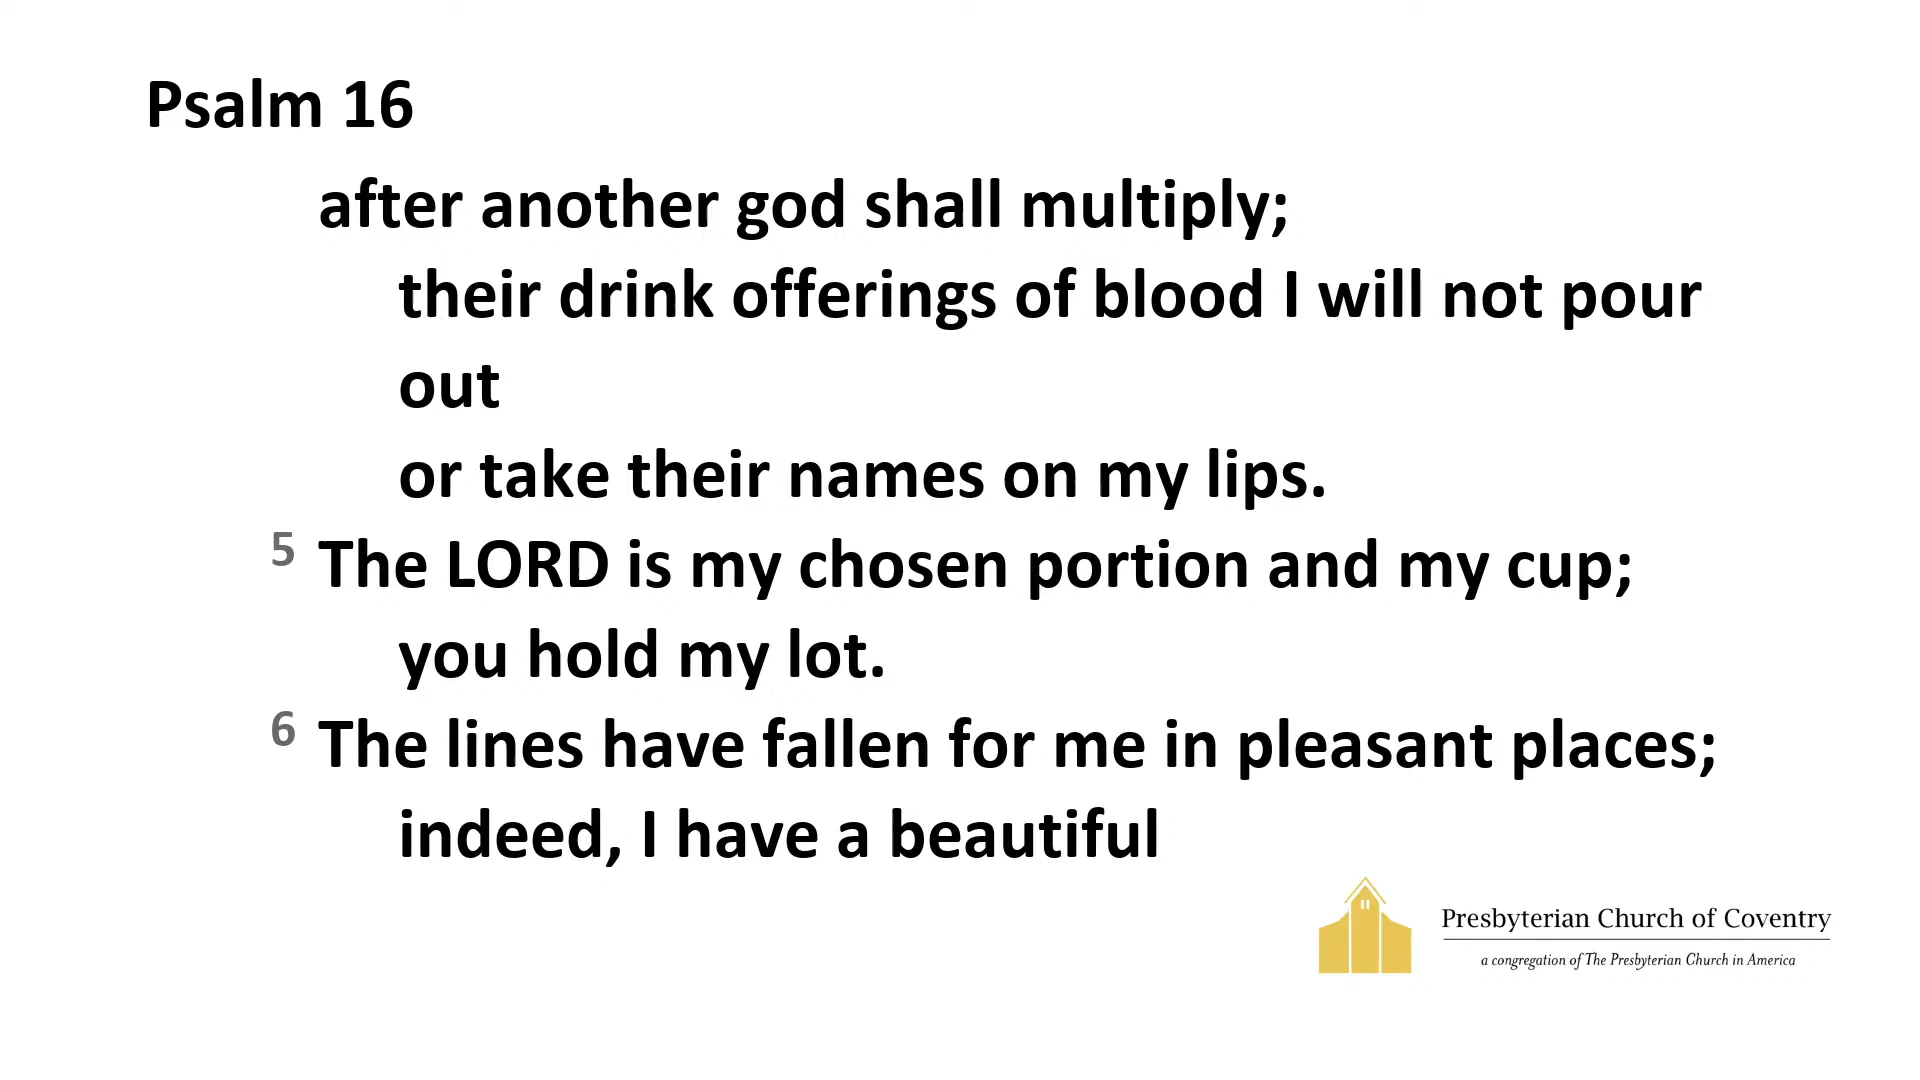 Psalm 16
after another god shall multiply;
their drink offerings of blood I will not pour
out
or take their names on my lips.
5 The LORD is my chosen portion and my cup;
you hold my lot.
6 The lines have fallen for me in pleasant places;
indeed, I have a beautiful
Presbyterian Church of Coventry
a congregation of The Presbyterian Church in America